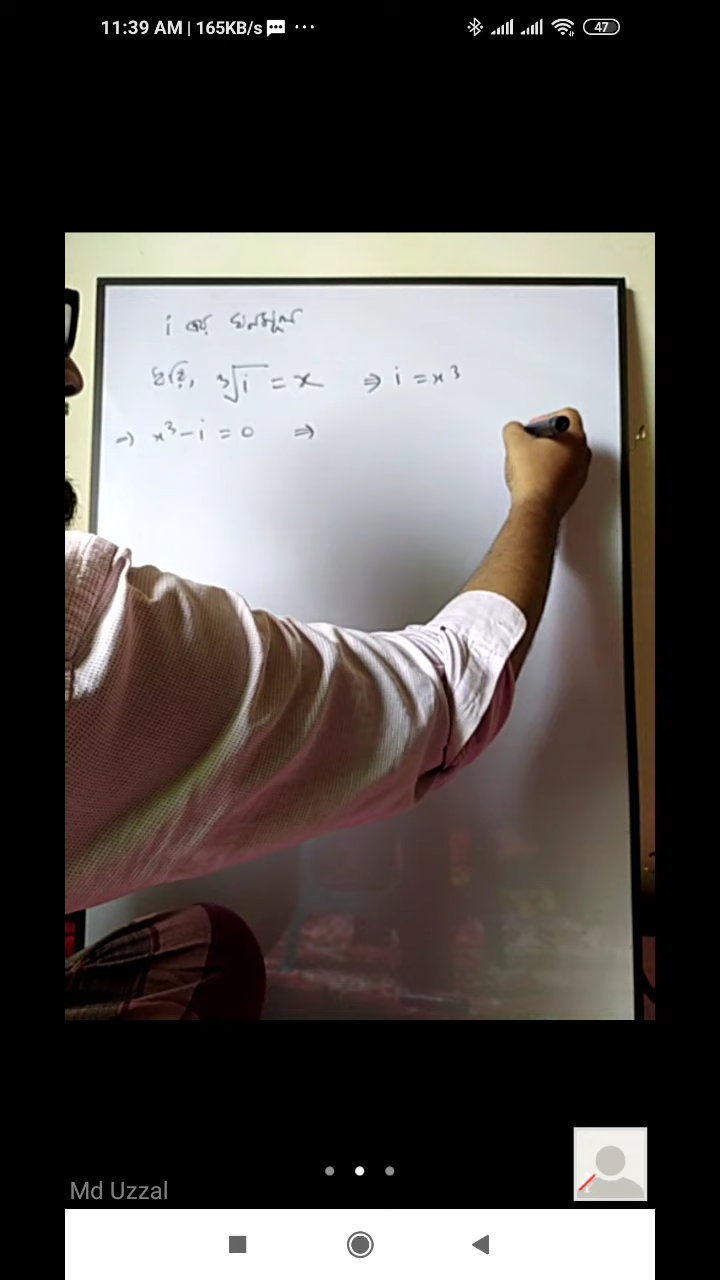 11:39 AM | 165KB/s ...
47
i এর ঘনমূল
ধরি, ∛i = x ⇒ i = x³
⇒ x³ - i = 0 ⇒
Md Uzzal